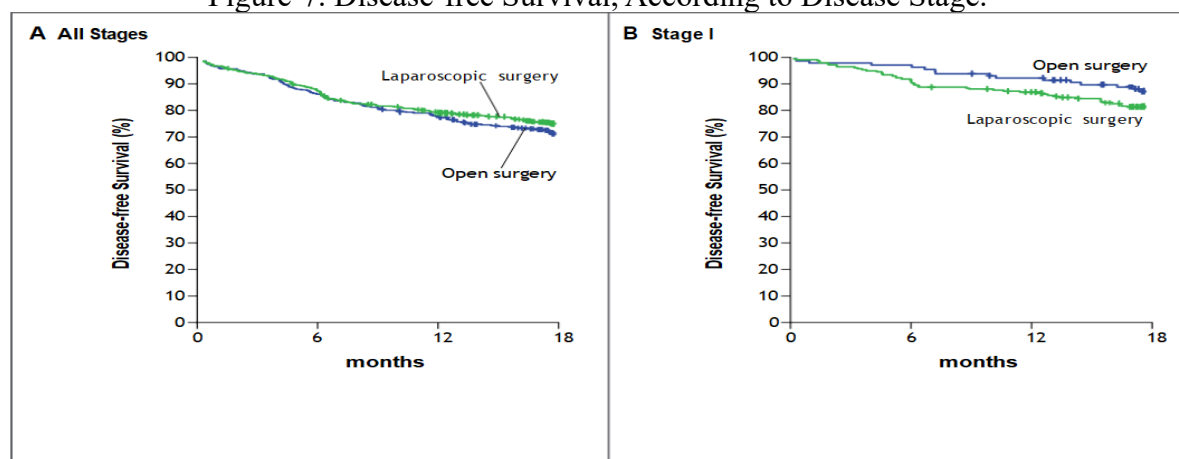 Figure 7. Disease-free Survival, According to Disease Stage.
A All Stages
100
90
80
70
60
50
40
30
20
10
0
Disease-free Survival (%)
Laparoscopic surgery
Open surgery
0 6 12 18
months
B Stage I
100
90
80
70
60
50
40
30
20
10
0
Disease-free Survival (%)
Open surgery
Laparoscopic surgery
0 6 12 18
months